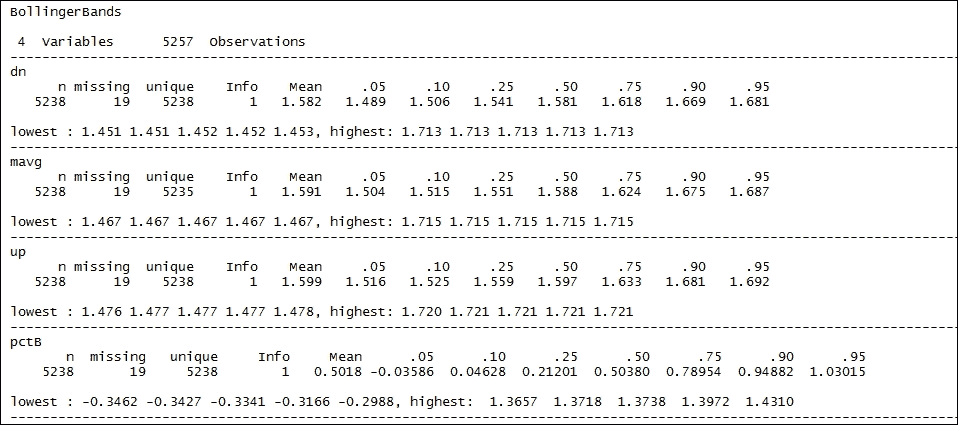 BollingerBands
4 Variables 5257 Observations
dn
n missing unique Info Mean .05 .10 .25 .50 .75 .90 .95
5238 19 5238 1 1.582 1.489 1.506 1.541 1.581 1.618 1.669 1.681
lowest : 1.451 1.451 1.452 1.452 1.453, highest: 1.713 1.713 1.713 1.713 1.713
mavg
n missing unique Info Mean .05 .10 .25 .50 .75 .90 .95
5238 19 5235 1 1.591 1.504 1.515 1.551 1.588 1.624 1.675 1.687
lowest : 1.467 1.467 1.467 1.467 1.467, highest: 1.715 1.715 1.715 1.715 1.715
up
n missing unique Info Mean .05 .10 .25 .50 .75 .90 .95
5238 19 5238 1 1.599 1.516 1.525 1.559 1.597 1.633 1.681 1.692
lowest : 1.476 1.477 1.477 1.477 1.478, highest: 1.720 1.721 1.721 1.721 1.721
pctB
n missing unique Info Mean .05 .10 .25 .50 .75 .90 .95
5238 19 5238 1 0.5018 -0.03586 0.04628 0.21201 0.50380 0.78954 0.94882 1.03015
lowest : -0.3462 -0.3427 -0.3341 -0.3166 -0.2988, highest: 1.3657 1.3718 1.3738 1.3972 1.4310